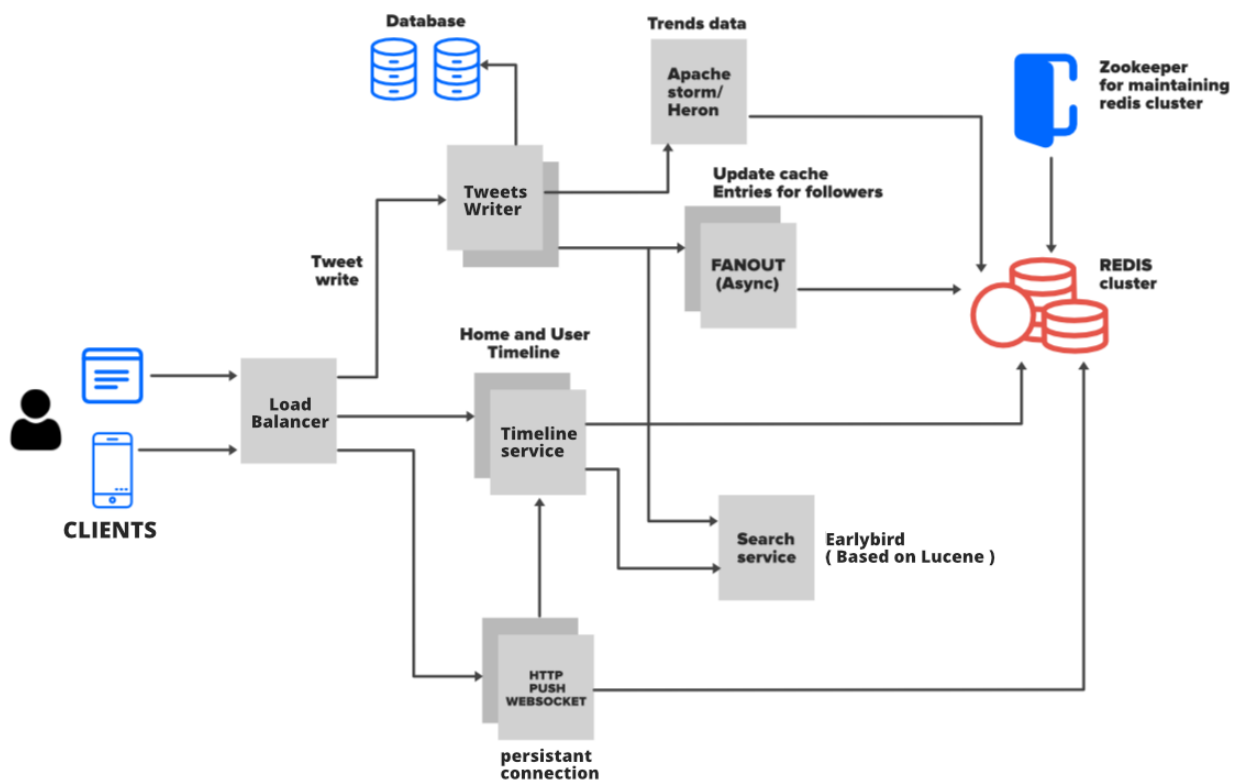 Database
Trends data
Apache
storm/
Heron
Zookeeper
for maintaining
redis cluster
Tweets
Writer
Update cache
Entries for followers
Tweet
write
FANOUT
(Async)
REDIS
cluster
Home and User
Timeline
Load
Balancer
Timeline
service
CLIENTS
Search
service
Earlybird
( Based on Lucene )
HTTP
PUSH
WEBSOCKET
persistant
connection